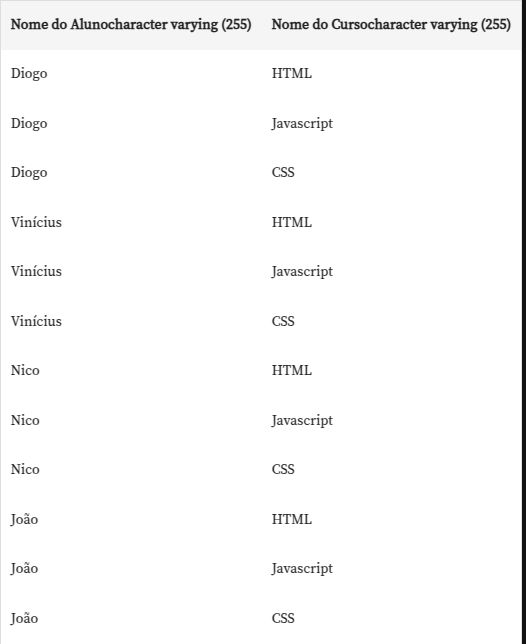 Nome do Alunocharacter varying (255) Nome do Cursocharacter varying (255)
Diogo HTML
Diogo Javascript
Diogo CSS
Vinícius HTML
Vinícius Javascript
Vinícius CSS
Nico HTML
Nico Javascript
Nico CSS
João HTML
João Javascript
João CSS